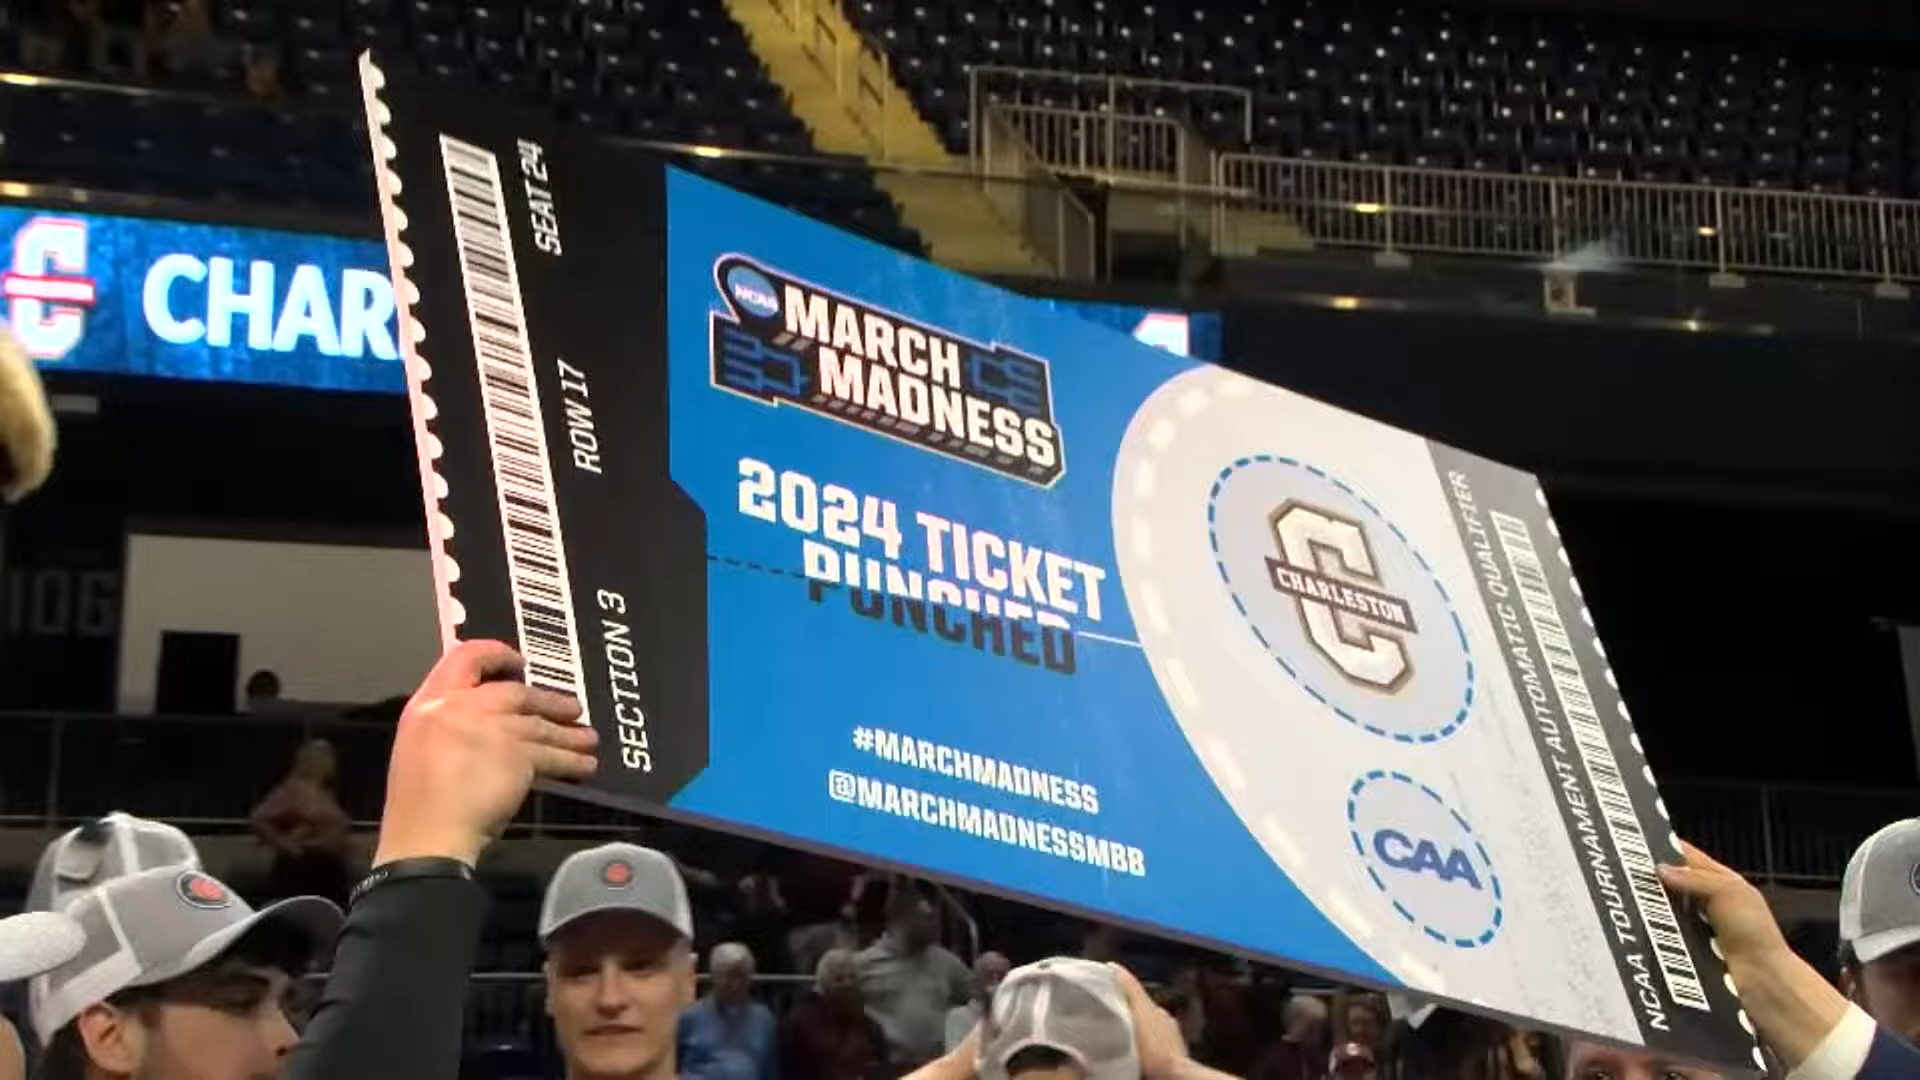 CHAR
SEAT 24
ROW 17
SECTION 3
NCAA
MARCH
MADNESS
2024 TICKET
PUNCHED
#MARCHMADNESS
@MARCHMADNESSMBB
C
CHARLESTON
CAA
NCAA TOURNAMENT AUTOMATIC QUALIFIER